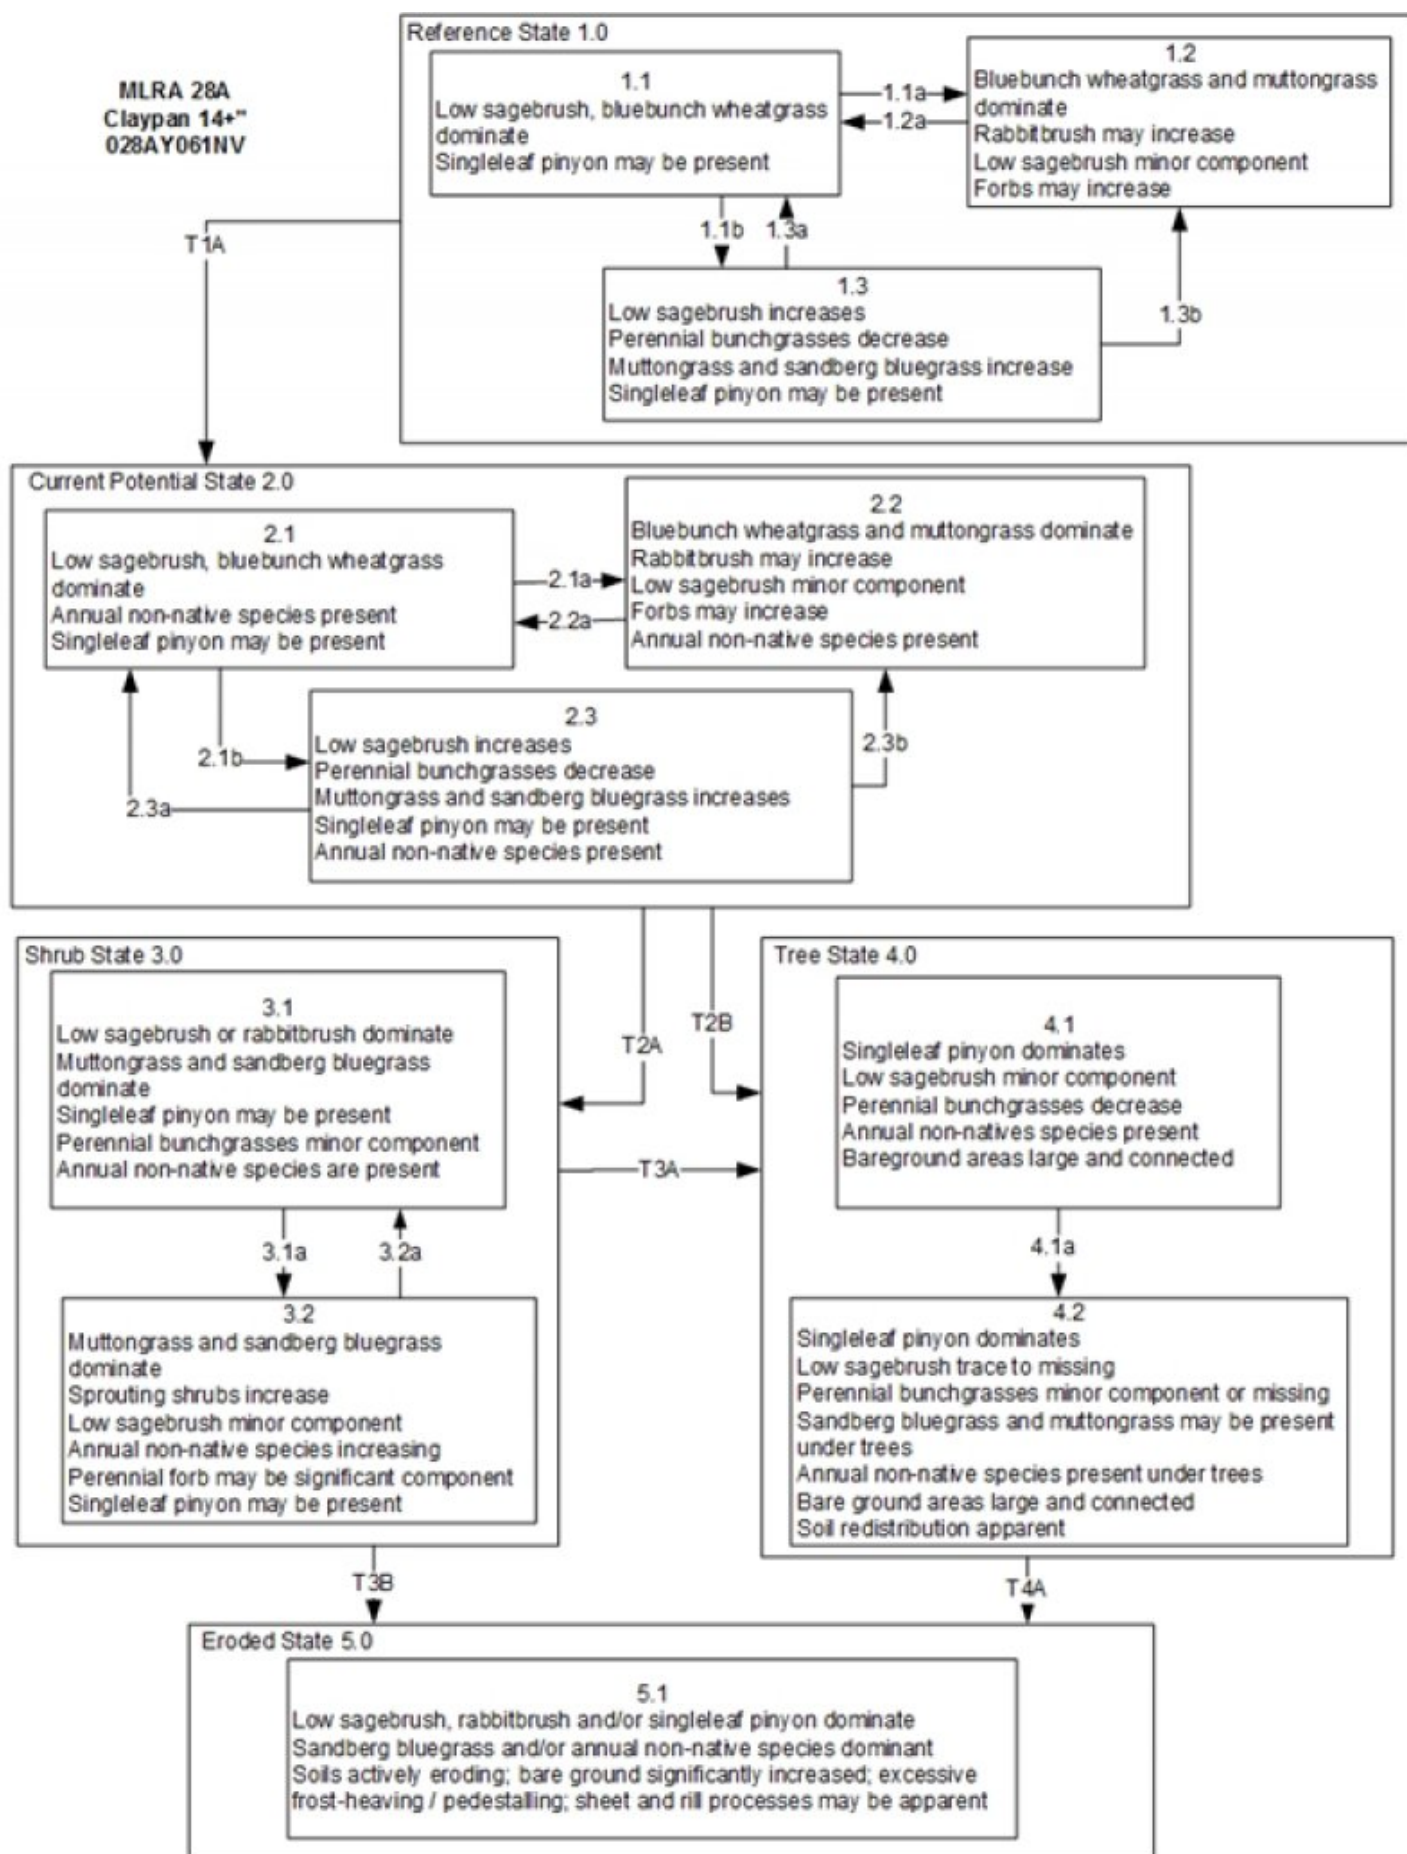 Reference State 1.0
MLRA 28A
Claypan 14+"
028AY061NV
1.1
Low sagebrush, bluebunch wheatgrass
dominate
Singleleaf pinyon may be present
1.1a
1.2a
1.2
Bluebunch wheatgrass and muttongrass
dominate
Rabbitbrush may increase
Low sagebrush minor component
Forbs may increase
1.1b
1.3a
1.3b
T1A
1.3
Low sagebrush increases
Perennial bunchgrasses decrease
Muttongrass and sandberg bluegrass increase
Singleleaf pinyon may be present
Current Potential State 2.0
2.1
Low sagebrush, bluebunch wheatgrass
dominate
Annual non-native species present
Singleleaf pinyon may be present
2.1a
2.2a
2.2
Bluebunch wheatgrass and muttongrass dominate
Rabbitbrush may increase
Low sagebrush minor component
Forbs may increase
Annual non-native species present
2.1b
2.3a
2.3
Low sagebrush increases
Perennial bunchgrasses decrease
Muttongrass and sandberg bluegrass increases
Singleleaf pinyon may be present
Annual non-native species present
2.3b
Shrub State 3.0
3.1
Low sagebrush or rabbitbrush dominate
Muttongrass and sandberg bluegrass
dominate
Singleleaf pinyon may be present
Perennial bunchgrasses minor component
Annual non-native species are present
T2A
T2B
T3A
3.1a
3.2a
3.2
Muttongrass and sandberg bluegrass
dominate
Sprouting shrubs increase
Low sagebrush minor component
Annual non-native species increasing
Perennial forb may be significant component
Singleleaf pinyon may be present
Tree State 4.0
4.1
Singleleaf pinyon dominates
Low sagebrush minor component
Perennial bunchgrasses decrease
Annual non-natives species present
Bareground areas large and connected
4.1a
4.2
Singleleaf pinyon dominates
Low sagebrush trace to missing
Perennial bunchgrasses minor component or missing
Sandberg bluegrass and muttongrass may be present
under trees
Annual non-native species present under trees
Bare ground areas large and connected
Soil redistribution apparent
T3B
T4A
Eroded State 5.0
5.1
Low sagebrush, rabbitbrush and/or singleleaf pinyon dominate
Sandberg bluegrass and/or annual non-native species dominant
Soils actively eroding; bare ground significantly increased; excessive
frost-heaving / pedestalling; sheet and rill processes may be apparent